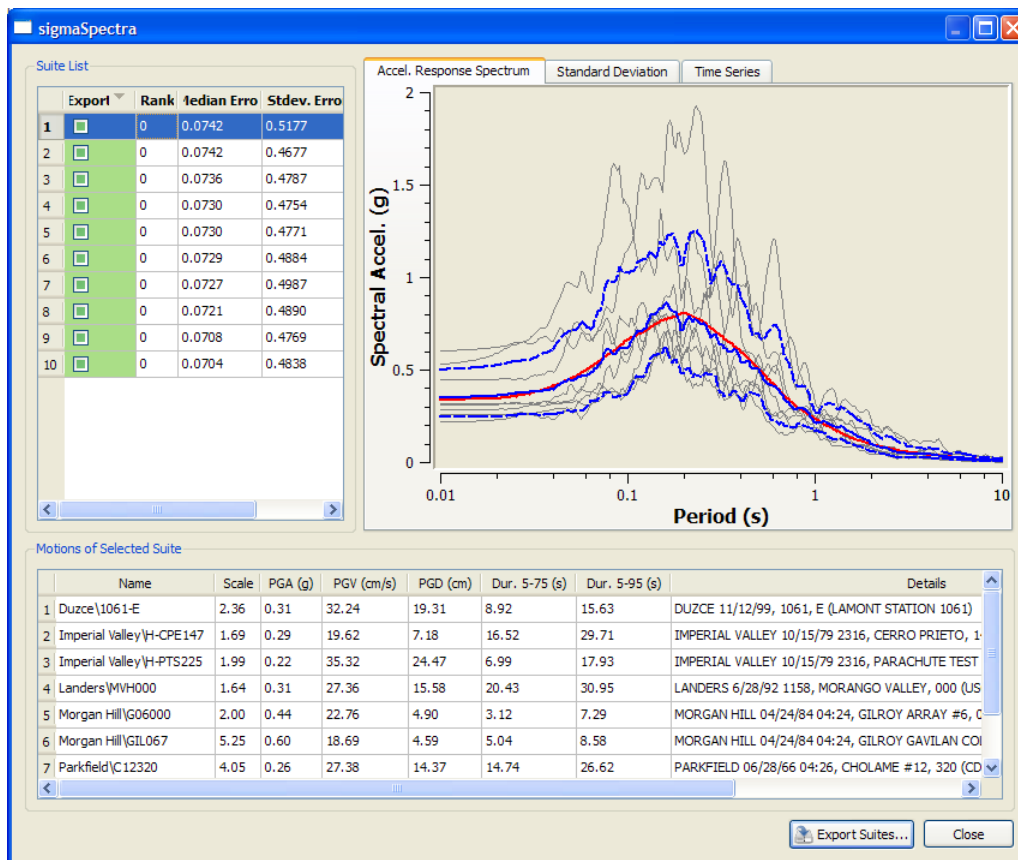 sigmaSpectra
Suite List
Export Rank Median Erro Stdev. Erro
1 0 0.0742 0.5177
2 0 0.0742 0.4677
3 0 0.0736 0.4787
4 0 0.0730 0.4754
5 0 0.0730 0.4771
6 0 0.0729 0.4884
7 0 0.0727 0.4987
8 0 0.0721 0.4890
9 0 0.0708 0.4769
10 0 0.0704 0.4838
Accel. Response Spectrum Standard Deviation Time Series
Spectral Accel. (g)
2
1.5
1
0.5
0
0.01 0.1 1 10
Period (s)
Motions of Selected Suite
Name Scale PGA (g) PGV (cm/s) PGD (cm) Dur. 5-75 (s) Dur. 5-95 (s) Details
1 Duzce\1061-E 2.36 0.31 32.24 19.31 8.92 15.63 DUZCE 11/12/99, 1061, E (LAMONT STATION 1061)
2 Imperial Valley\H-CPE147 1.69 0.29 19.62 7.18 16.52 29.71 IMPERIAL VALLEY 10/15/79 2316, CERRO PRIETO, 1
3 Imperial Valley\H-PTS225 1.99 0.22 35.32 24.47 6.99 17.93 IMPERIAL VALLEY 10/15/79 2316, PARACHUTE TEST
4 Landers\MVH000 1.64 0.31 27.36 15.58 20.43 30.95 LANDERS 6/28/92 1158, MORANGO VALLEY, 000 (US
5 Morgan Hill\G06000 2.00 0.44 22.76 4.90 3.12 7.29 MORGAN HILL 04/24/84 04:24, GILROY ARRAY #6, 0
6 Morgan Hill\GIL067 5.25 0.60 18.69 4.59 5.04 8.58 MORGAN HILL 04/24/84 04:24, GILROY GAVILAN CO
7 Parkfield\C12320 4.05 0.26 27.38 14.37 14.74 26.62 PARKFIELD 06/28/66 04:26, CHOLAME #12, 320 (CD
Export Suites... Close